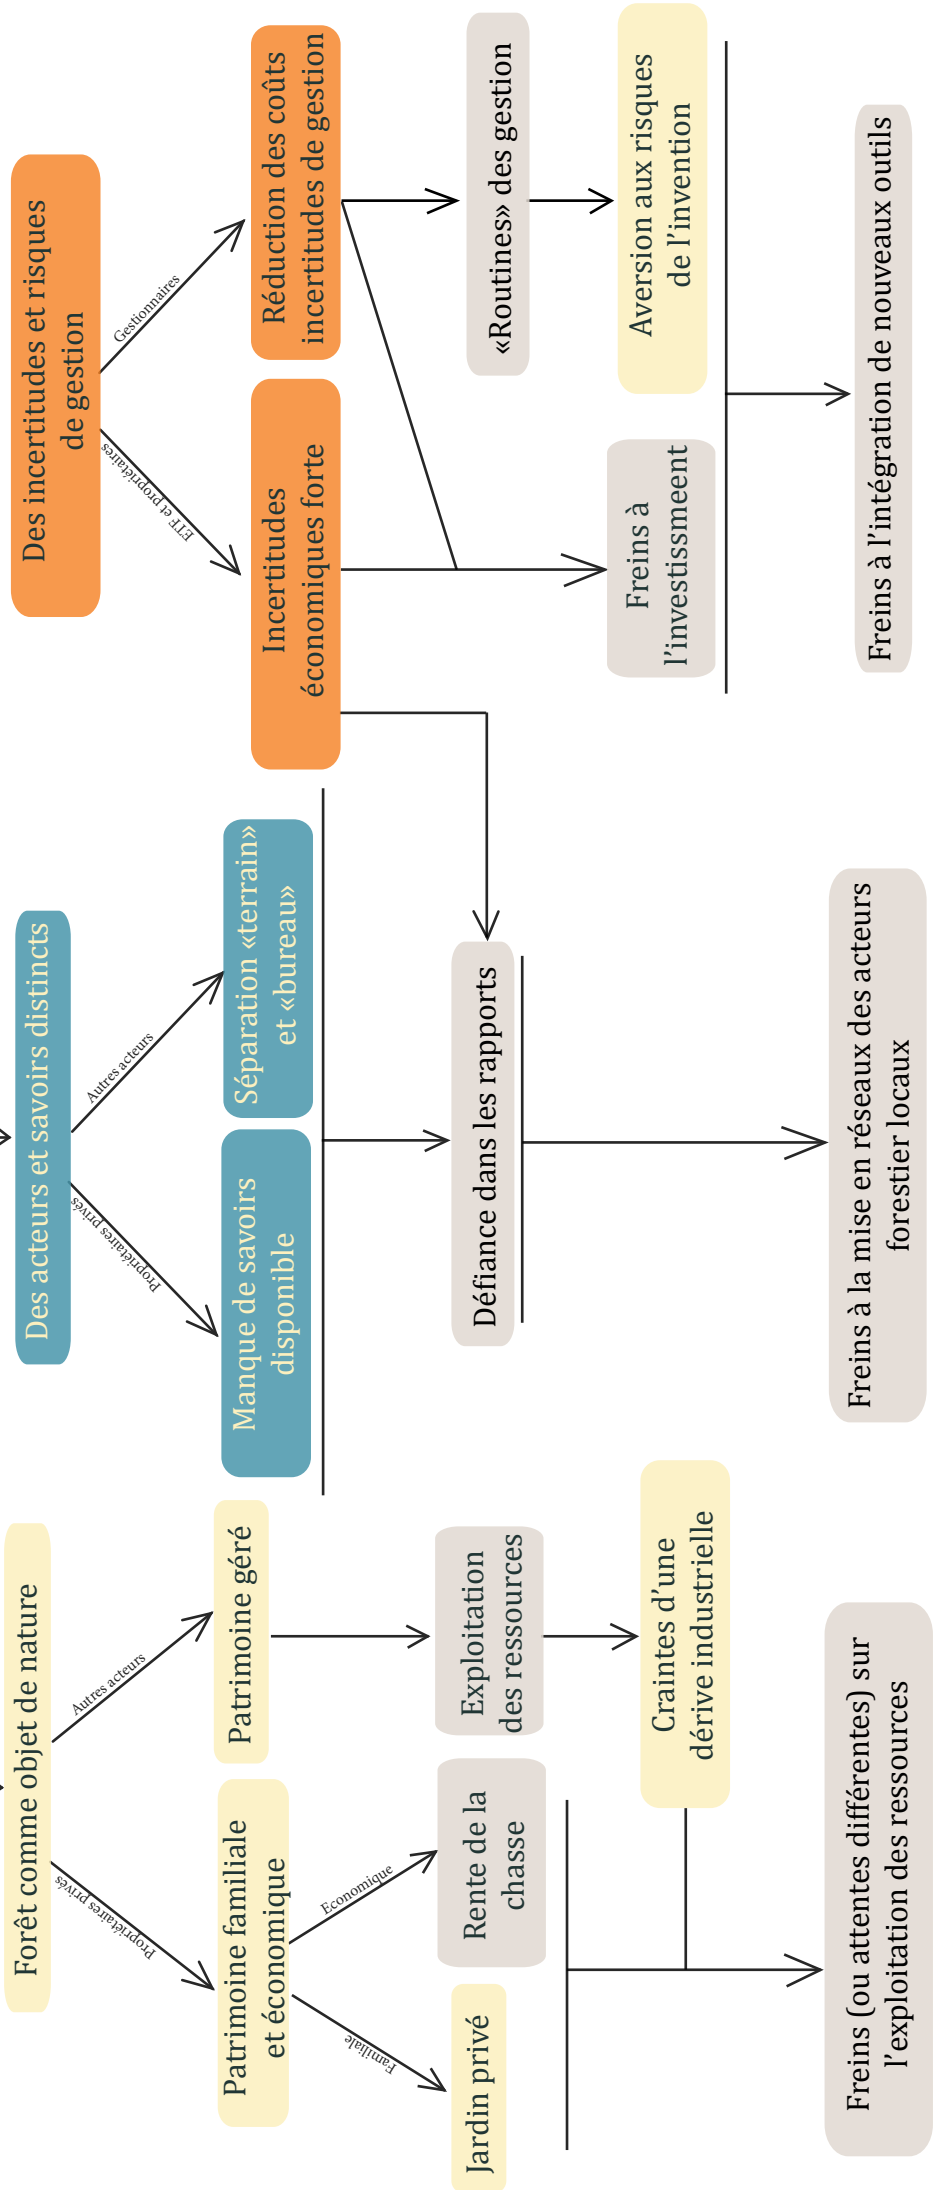 Forêt comme objet de nature
Propriétaires privés
Autres acteurs
Patrimoine familiale
et économique
Patrimoine géré
Familiale
Economique
Jardin privé
Rente de la
chasse
Exploitation
des ressources
Craintes d'une
dérive industrielle
Freins (ou attentes différentes) sur
l'exploitation des ressources
Des acteurs et savoirs distincts
Propriétaires privés
Autres acteurs
Manque de savoirs
disponible
Séparation «terrain»
et «bureau»
Défiance dans les rapports
Freins à la mise en réseaux des acteurs
forestier locaux
Des incertitudes et risques
de gestion
ETF et propriétaires
Gestionnaires
Incertitudes
économiques forte
Réduction des coûts
incertitudes de gestion
«Routines» des gestion
Freins à
l'investissmeent
Aversion aux risques
de l'invention
Freins à l'intégration de nouveaux outils